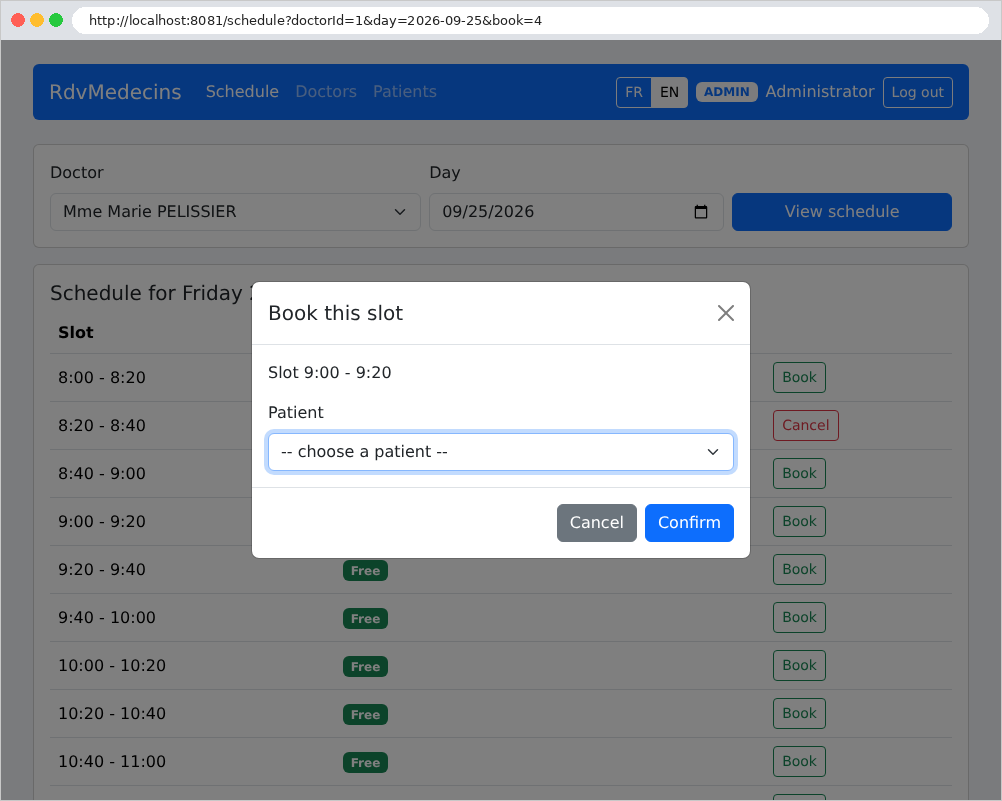 http://localhost:8081/schedule?doctorId=1&day=2026-09-25&book=4
RdvMedecins Schedule Doctors Patients FR EN ADMIN Administrator Log out
Doctor Day
Mme Marie PELISSIER 09/25/2026 View schedule
Schedule for Friday
Slot
8:00 - 8:20 Book
8:20 - 8:40 Cancel
8:40 - 9:00 Book
9:00 - 9:20 Book
9:20 - 9:40 Free Book
9:40 - 10:00 Free Book
10:00 - 10:20 Free Book
10:20 - 10:40 Free Book
10:40 - 11:00 Free Book
Book this slot
Slot 9:00 - 9:20
Patient
-- choose a patient --
Cancel Confirm